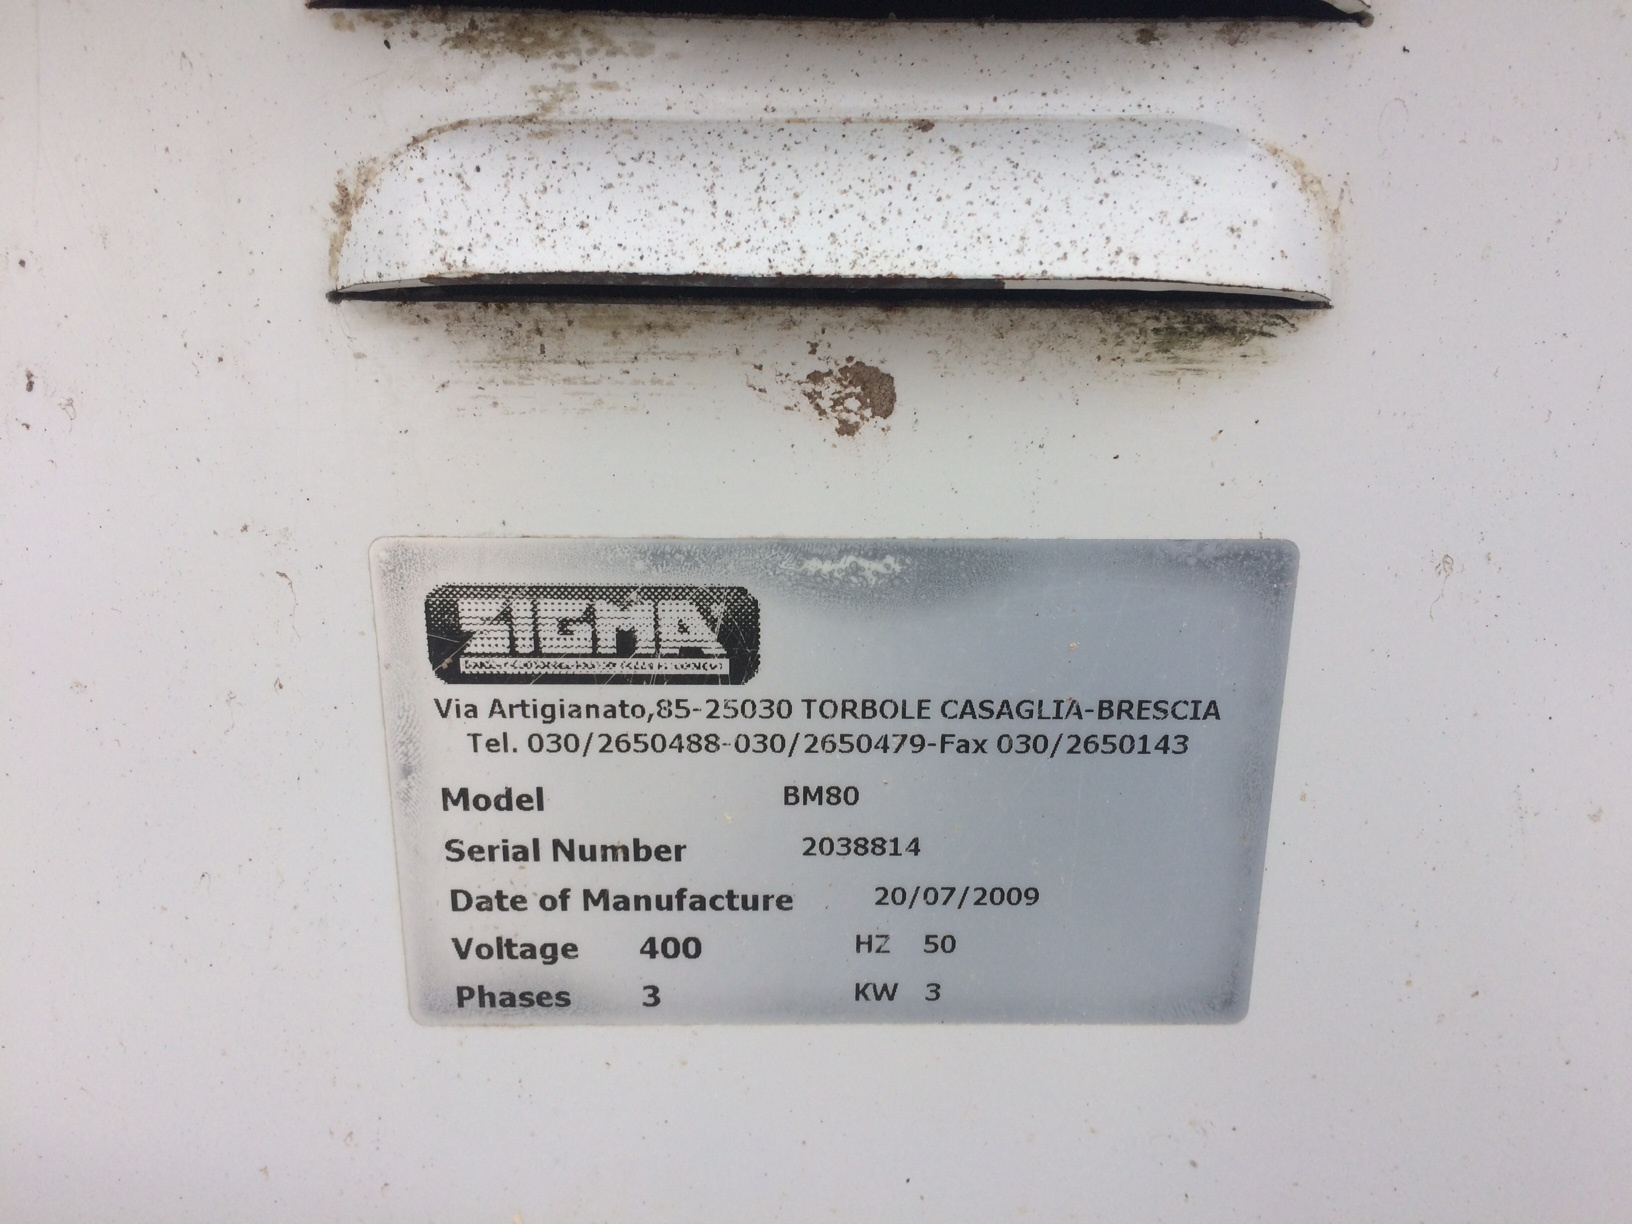 SIGMA
Via Artigianato,85-25030 TORBOLE CASAGLIA-BRESCIA
Tel. 030/2650488-030/2650479-Fax 030/2650143
Model BM80
Serial Number 2038814
Date of Manufacture 20/07/2009
Voltage 400 HZ 50
Phases 3 KW 3